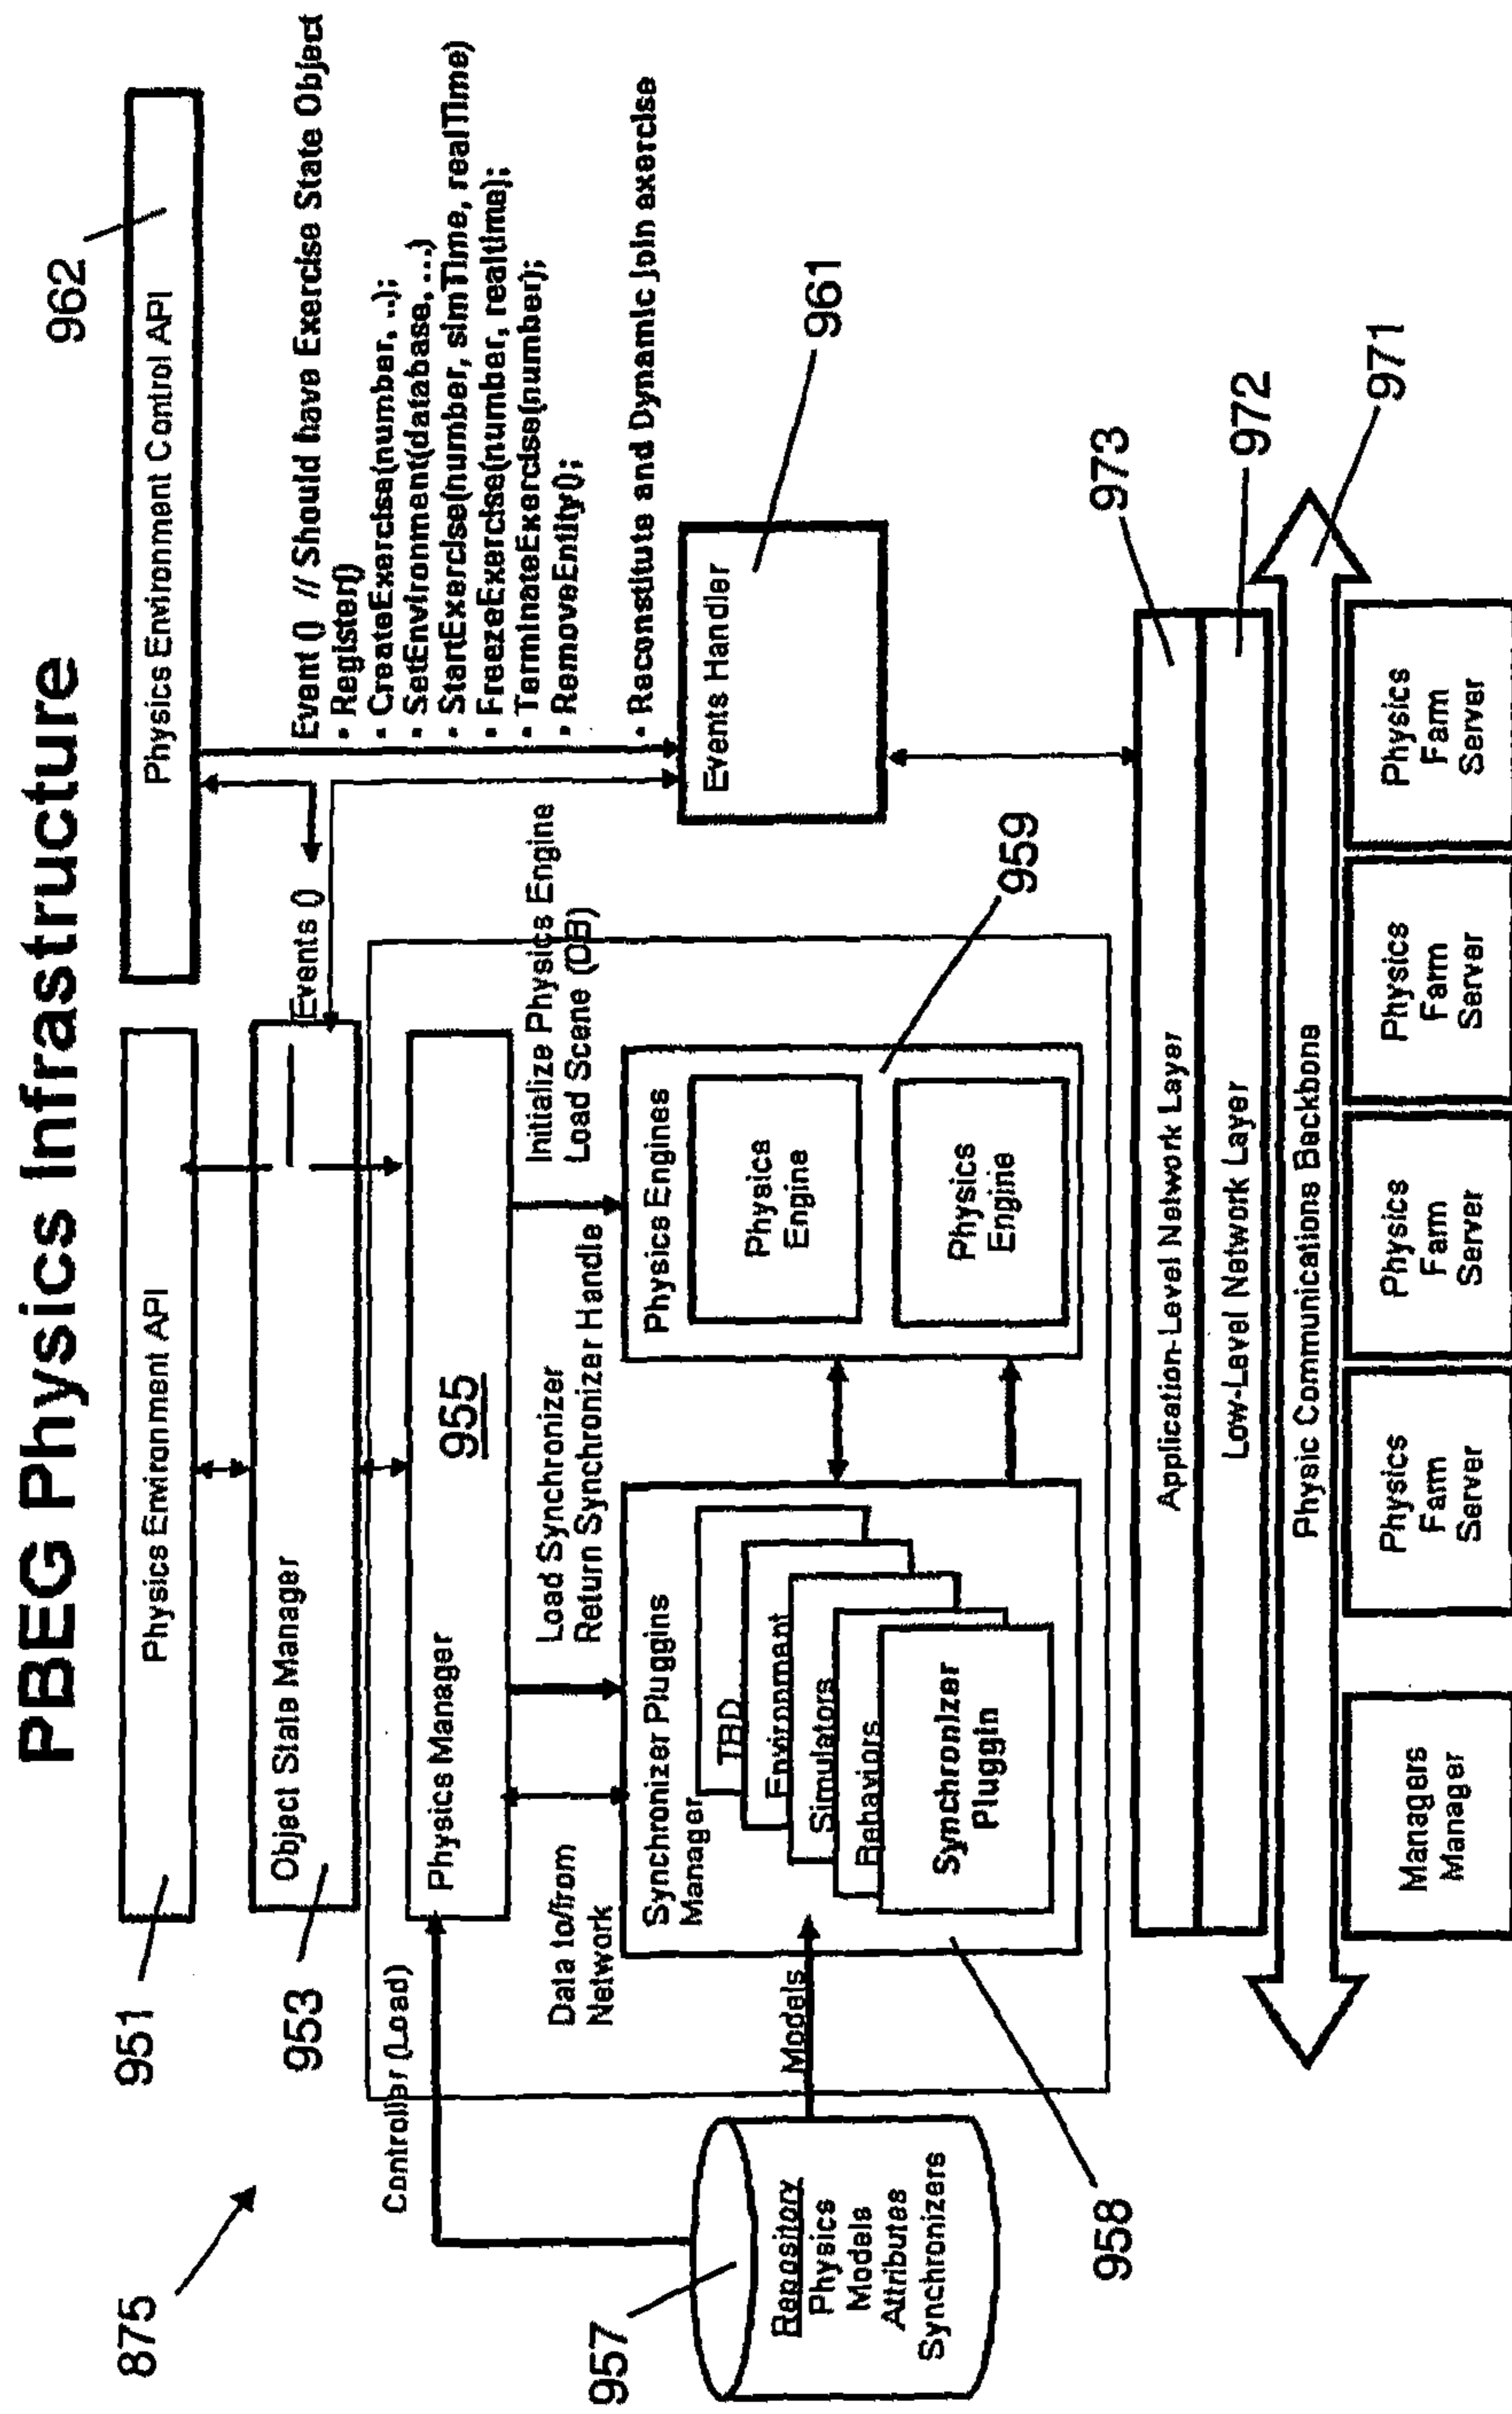 PBEG Physics Infrastructure
875
951
Physics Environment API
962
Physics Environment Control API
953
Object State Manager
Events ()
Event () // Should have Exercise State Object
• Register()
• CreateExercise(number, ..);
• SetEnvironment(database, ...)
• StartExercise(number, simTime, realTime)
• FreezeExercise(number, realtime);
• TerminateExercise(number);
• RemoveEntity();
• Reconstitute and Dynamic join exercise
Controller (Load)
Physics Manager
955
Data to/from
Network
Load Synchronizer
Return Synchronizer Handle
Initialize Physics Engine
Load Scene (DB)
957
Repository
Physics
Models
Attributes
Synchronizers
Models
Synchronizer Pluggins
Manager
TBD
Environment
Simulators
Behaviors
Synchronizer
Pluggin
958
Physics Engines
Physics
Engine
Physics
Engine
959
Events Handler
961
973
Application-Level Network Layer
972
Low-Level Network Layer
971
Physic Communications Backbone
Managers
Manager
Physics
Farm
Server
Physics
Farm
Server
Physics
Farm
Server
Physics
Farm
Server